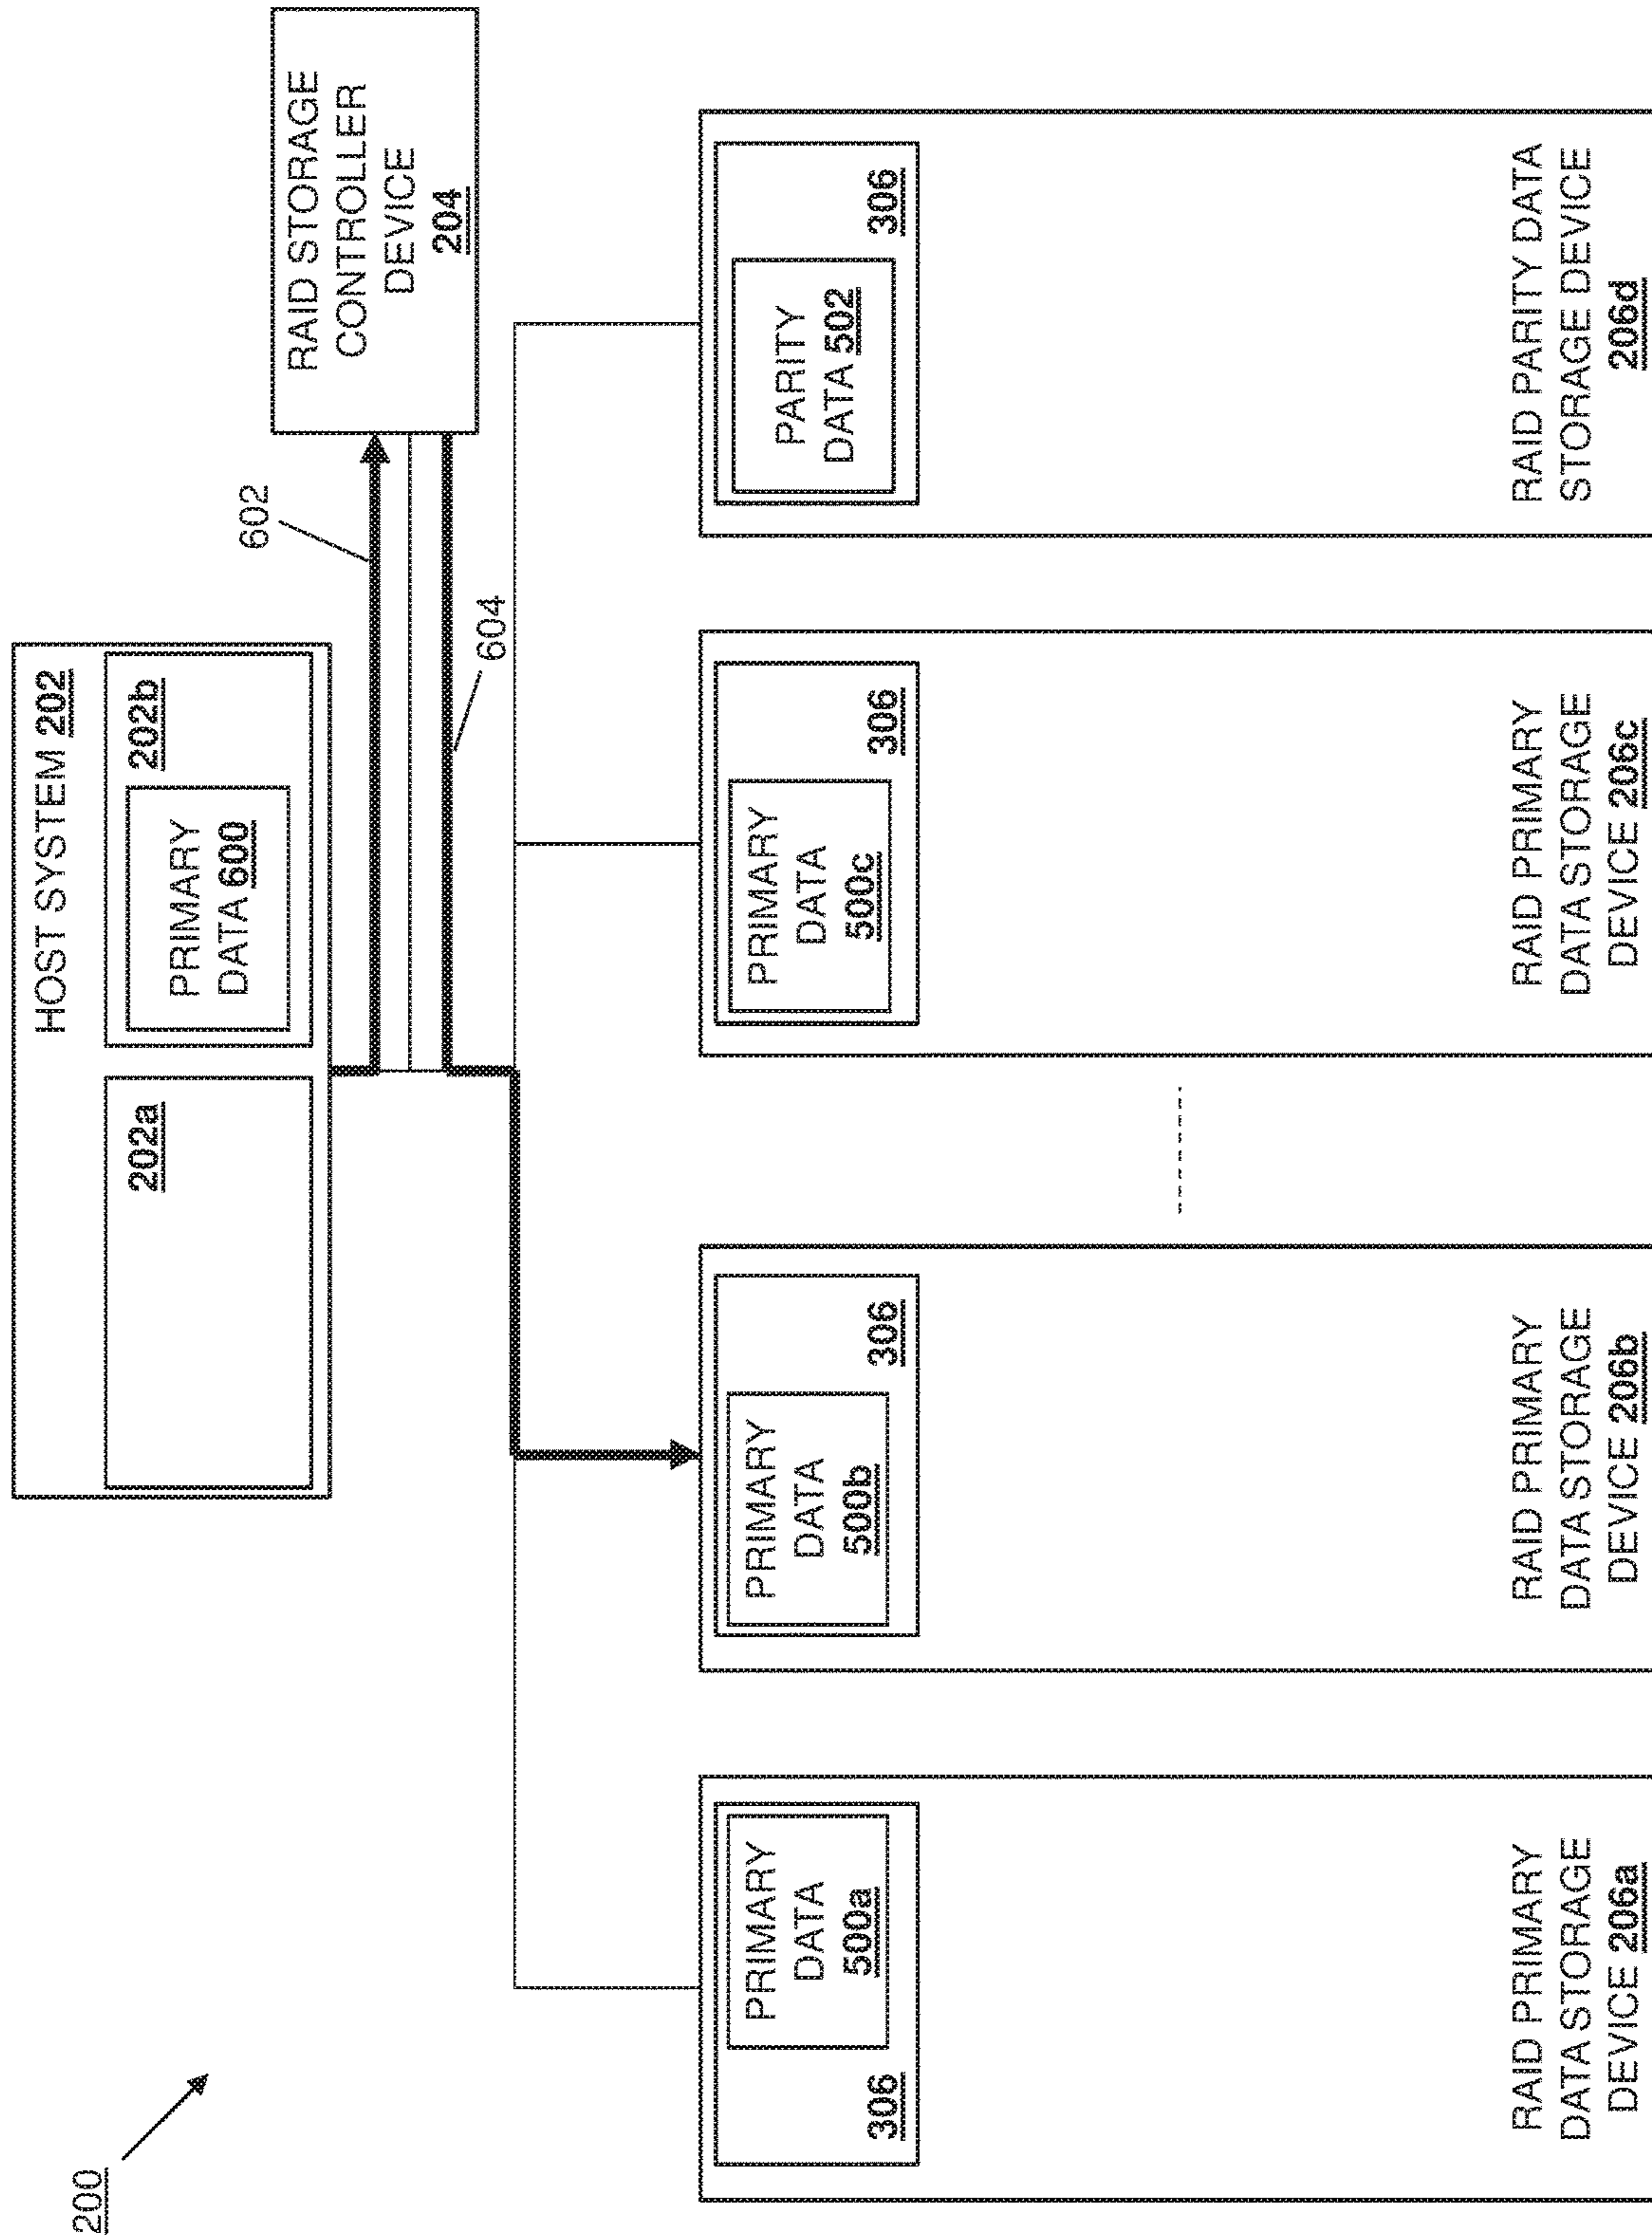 200
HOST SYSTEM 202
202a
202b
PRIMARY
DATA 600
602
604
RAID STORAGE
CONTROLLER
DEVICE
204
306
PRIMARY
DATA
500a
RAID PRIMARY
DATA STORAGE
DEVICE 206a
PRIMARY
DATA
500b
306
RAID PRIMARY
DATA STORAGE
DEVICE 206b
PRIMARY
DATA
500c
306
RAID PRIMARY
DATA STORAGE
DEVICE 206c
PARITY
DATA 502
306
RAID PARITY DATA
STORAGE DEVICE
206d